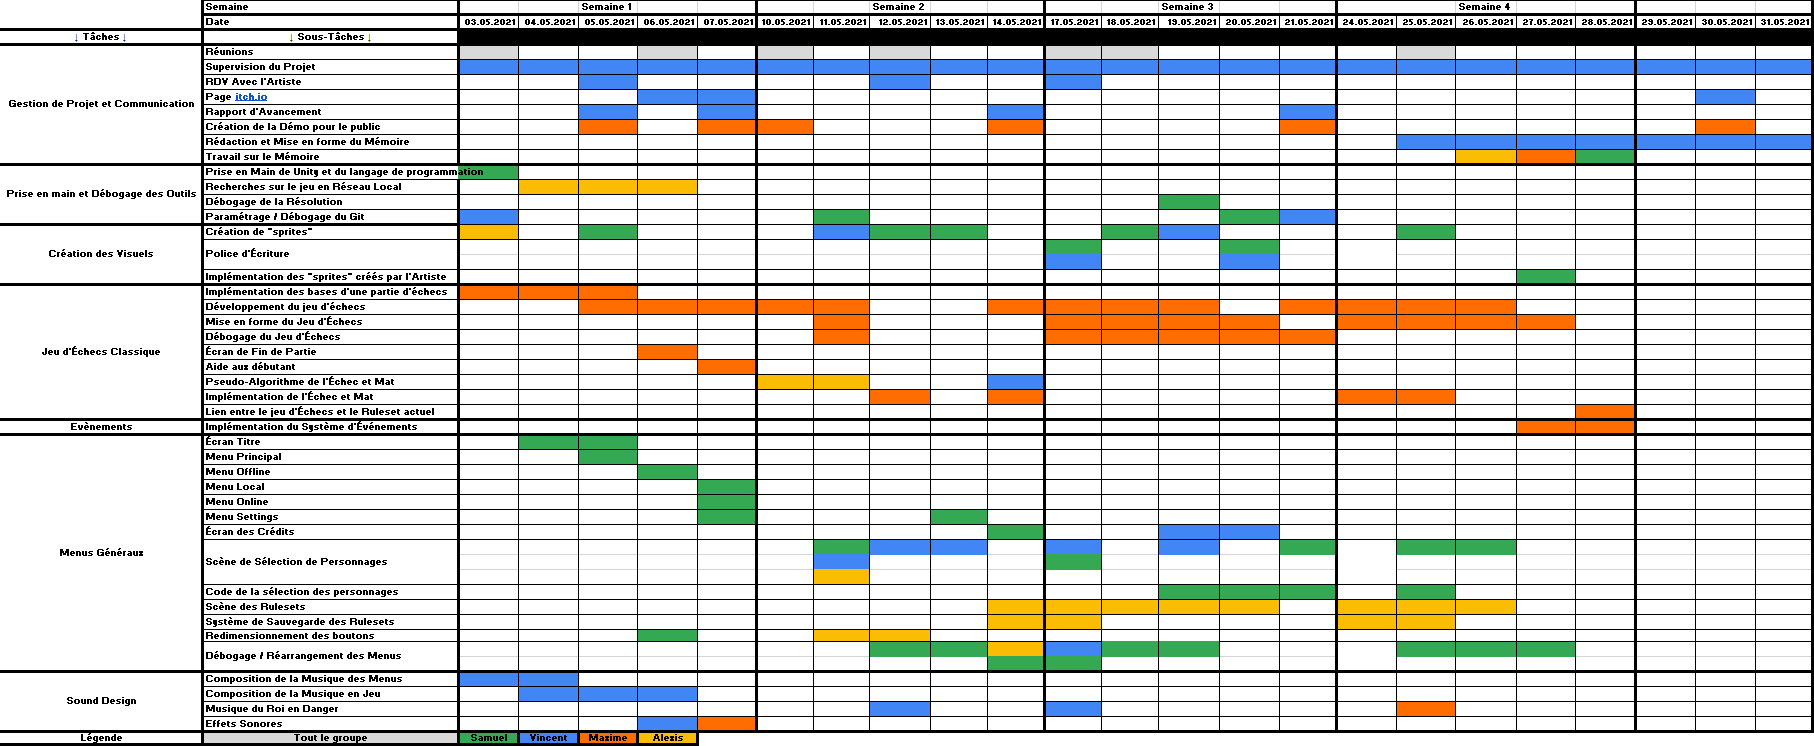 Semaine Semaine 1 Semaine 2 Semaine 3 Semaine 4
Date 03.05.2021 04.05.2021 05.05.2021 06.05.2021 07.05.2021 10.05.2021 11.05.2021 12.05.2021 13.05.2021 14.05.2021 17.05.2021 18.05.2021 19.05.2021 20.05.2021 21.05.2021 24.05.2021 25.05.2021 26.05.2021 27.05.2021 28.05.2021 29.05.2021 30.05.2021 31.05.2021
↓ Tâches ↓ ↓ Sous-Tâches ↓
Gestion de Projet et Communication
Réunions
Supervision du Projet
RDV Avec l'Artiste
Page itch.io
Rapport d'Avancement
Création de la Démo pour le public
Rédaction et Mise en forme du Mémoire
Travail sur le Mémoire
Prise en main et Débogage des Outils
Prise en Main de Unity et du langage de programmation
Recherches sur le jeu en Réseau Local
Débogage de la Résolution
Paramétrage / Débogage du Git
Création des Visuels
Création de "sprites"
Police d'Écriture
Implémentation des "sprites" créés par l'Artiste
Jeu d'Échecs Classique
Implémentation des bases d'une partie d'échecs
Développement du jeu d'échecs
Mise en forme du Jeu d'Échecs
Débogage du Jeu d'Échecs
Écran de Fin de Partie
Aide aux débutant
Pseudo-Algorithme de l'Échec et Mat
Implémentation de l'Échec et Mat
Lien entre le jeu d'Échecs et le Ruleset actuel
Evènements
Implémentation du Système d'Événements
Menus Généraux
Écran Titre
Menu Principal
Menu Offline
Menu Local
Menu Online
Menu Settings
Écran des Crédits
Scène de Sélection de Personnages
Code de la sélection des personnages
Scène des Rulesets
Système de Sauvegarde des Rulesets
Redimensionnement des boutons
Débogage / Réarrangement des Menus
Sound Design
Composition de la Musique des Menus
Composition de la Musique en Jeu
Musique du Roi en Danger
Effets Sonores
Légende Tout le groupe Samuel Vincent Maxime Alexis